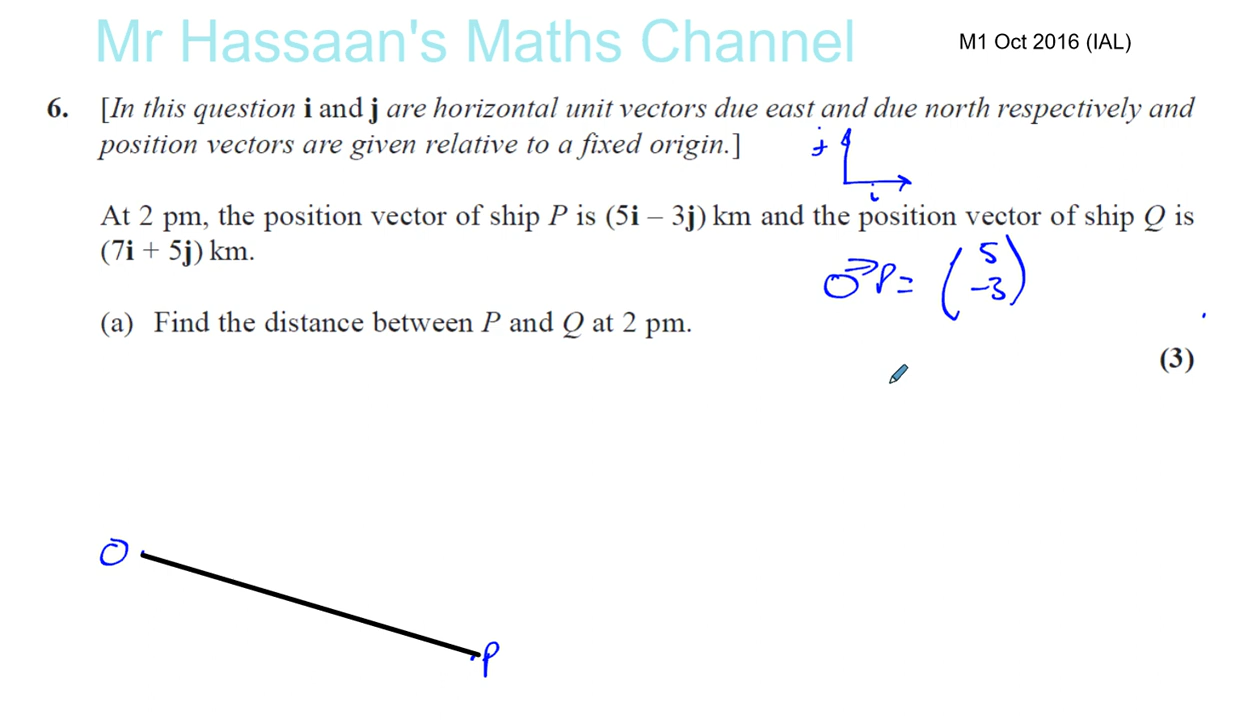 Mr Hassaan's Maths Channel
M1 Oct 2016 (IAL)
6. [In this question i and j are horizontal unit vectors due east and due north respectively and
position vectors are given relative to a fixed origin.]
j
i
At 2 pm, the position vector of ship P is (5i – 3j) km and the position vector of ship Q is
(7i + 5j) km.
OP = (5
-3)
(a) Find the distance between P and Q at 2 pm.
(3)
O
P